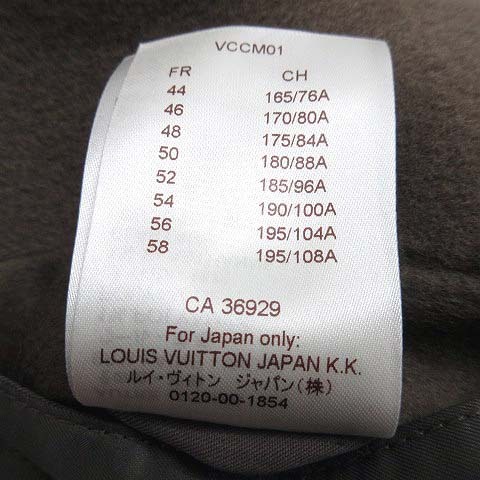 VCCM01
FR CH
44 165/76A
46 170/80A
48 175/84A
50 180/88A
52 185/96A
54 190/100A
56 195/104A
58 195/108A
CA 36929
For Japan only:
LOUIS VUITTON JAPAN K.K.
ルイ・ヴィトン ジャパン(株)
0120-00-1854